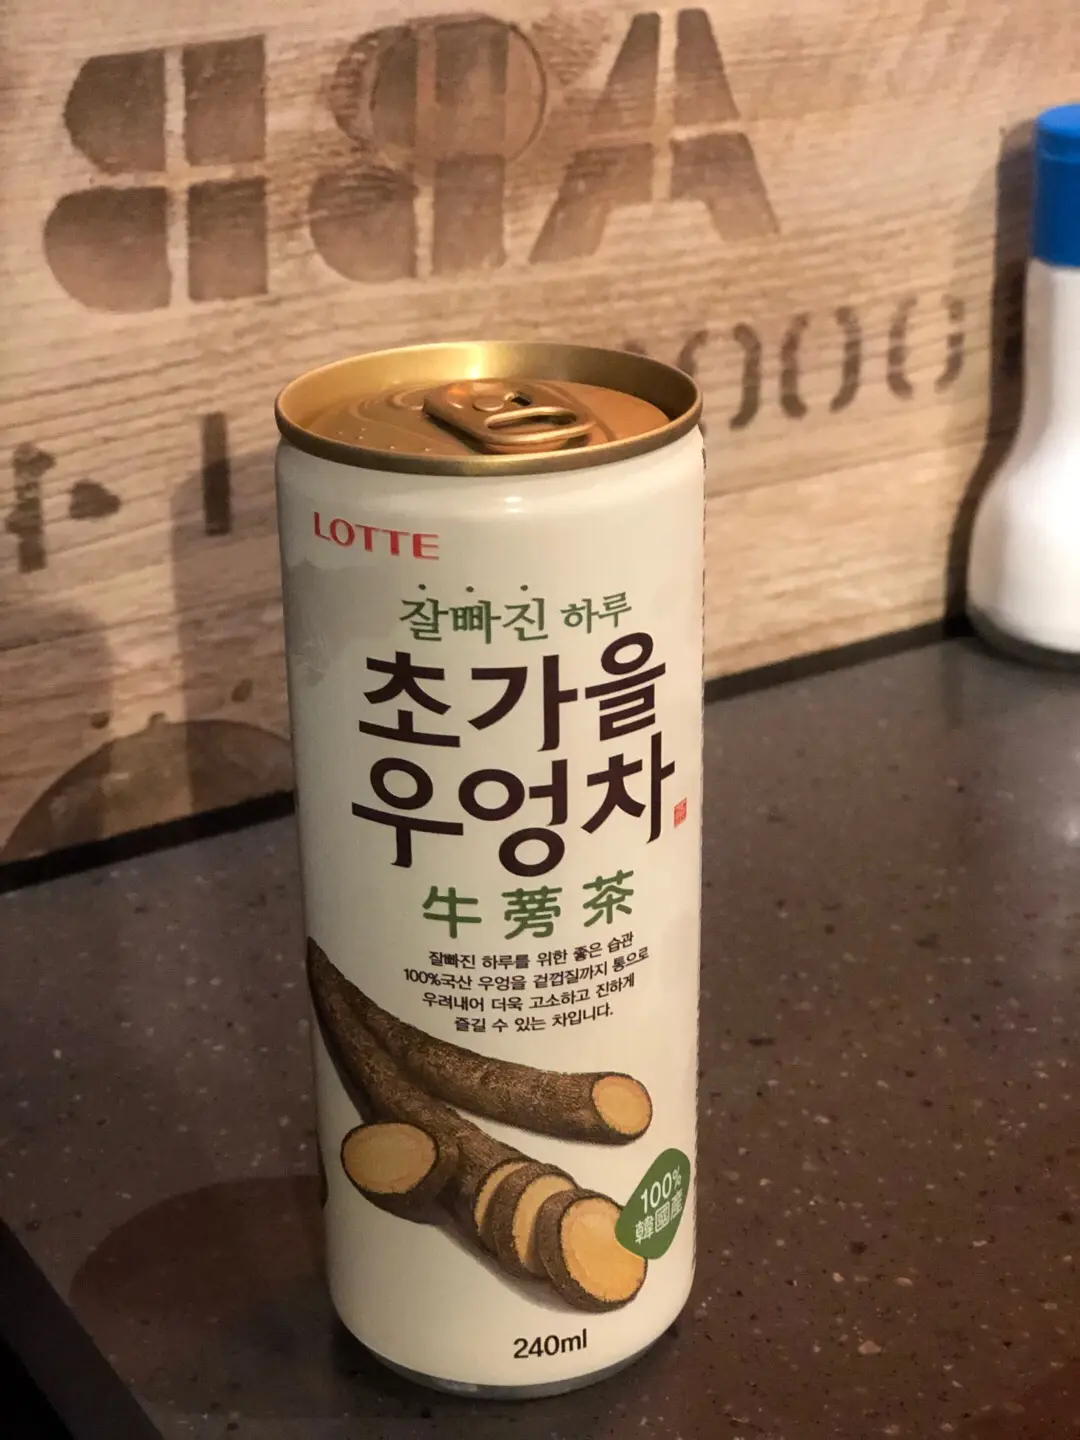 LOTTE
잘빠진 하루
초가을
우엉차
牛蒡茶
잘빠진 하루를 위한 좋은 습관
100%국산 우엉을 겉껍질까지 통으로
우려내어 더욱 고소하고 진하게
즐길 수 있는 차입니다.
100%
韓國産
240ml